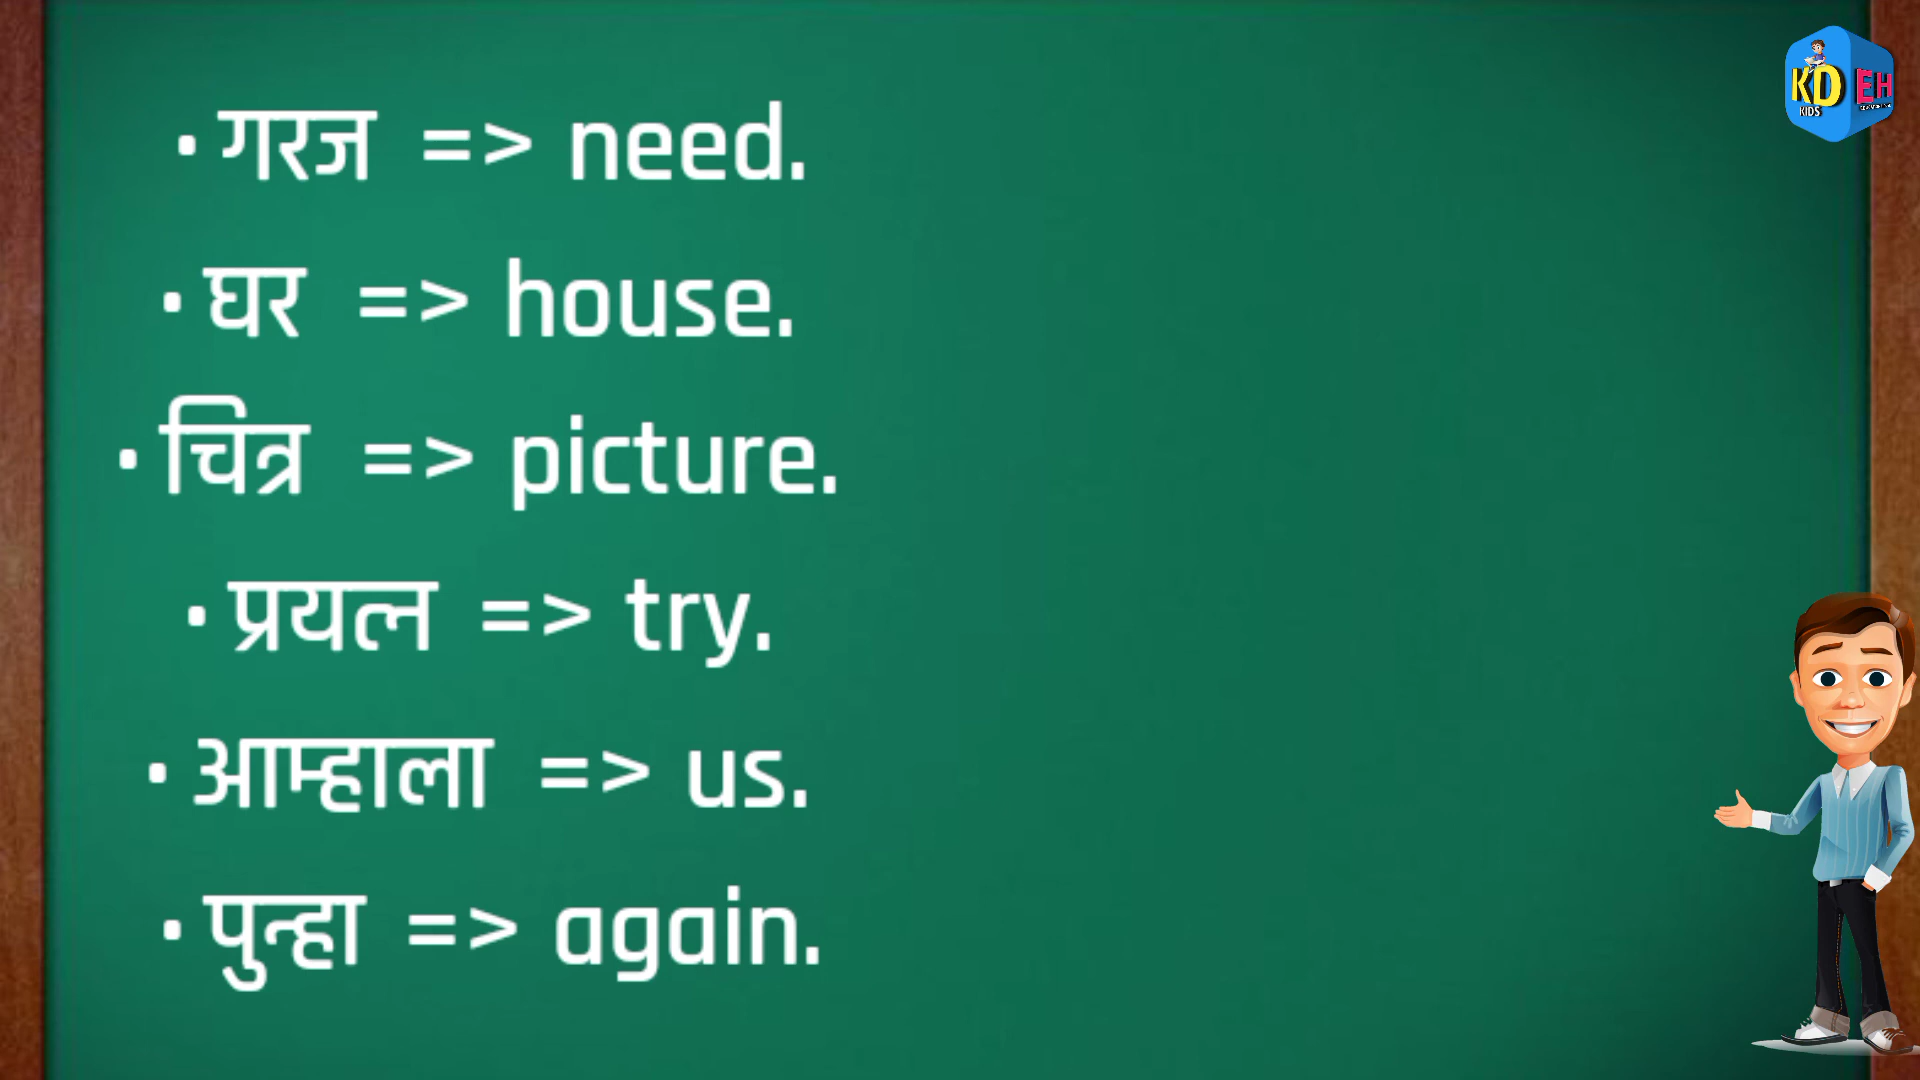 • गरज => need.
• घर => house.
• चित्र => picture.
• प्रयत्न => try.
• आम्हाला => us.
• पुन्हा => again.
KD EH
KIDS